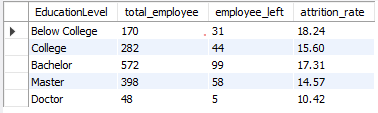 EducationLevel total_employee employee_left attrition_rate
Below College 170 31 18.24
College 282 44 15.60
Bachelor 572 99 17.31
Master 398 58 14.57
Doctor 48 5 10.42